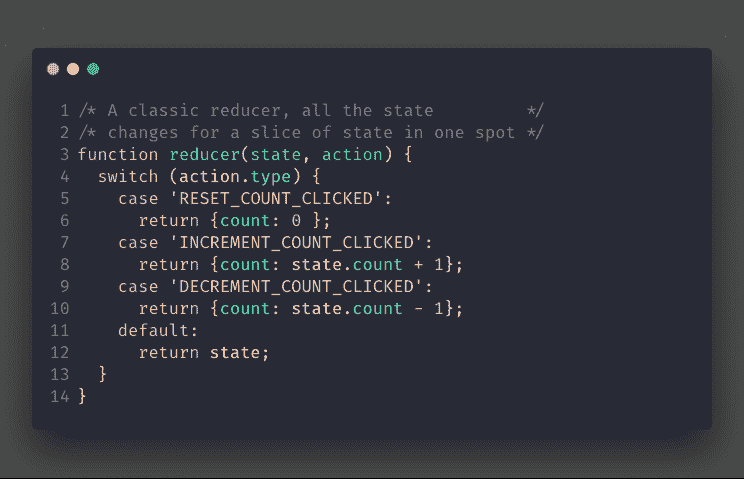 1 /* A classic reducer, all the state         */
2 /* changes for a slice of state in one spot */
3 function reducer(state, action) {
4   switch (action.type) {
5     case 'RESET_COUNT_CLICKED':
6       return {count: 0 };
7     case 'INCREMENT_COUNT_CLICKED':
8       return {count: state.count + 1};
9     case 'DECREMENT_COUNT_CLICKED':
10       return {count: state.count - 1};
11     default:
12       return state;
13   }
14 }